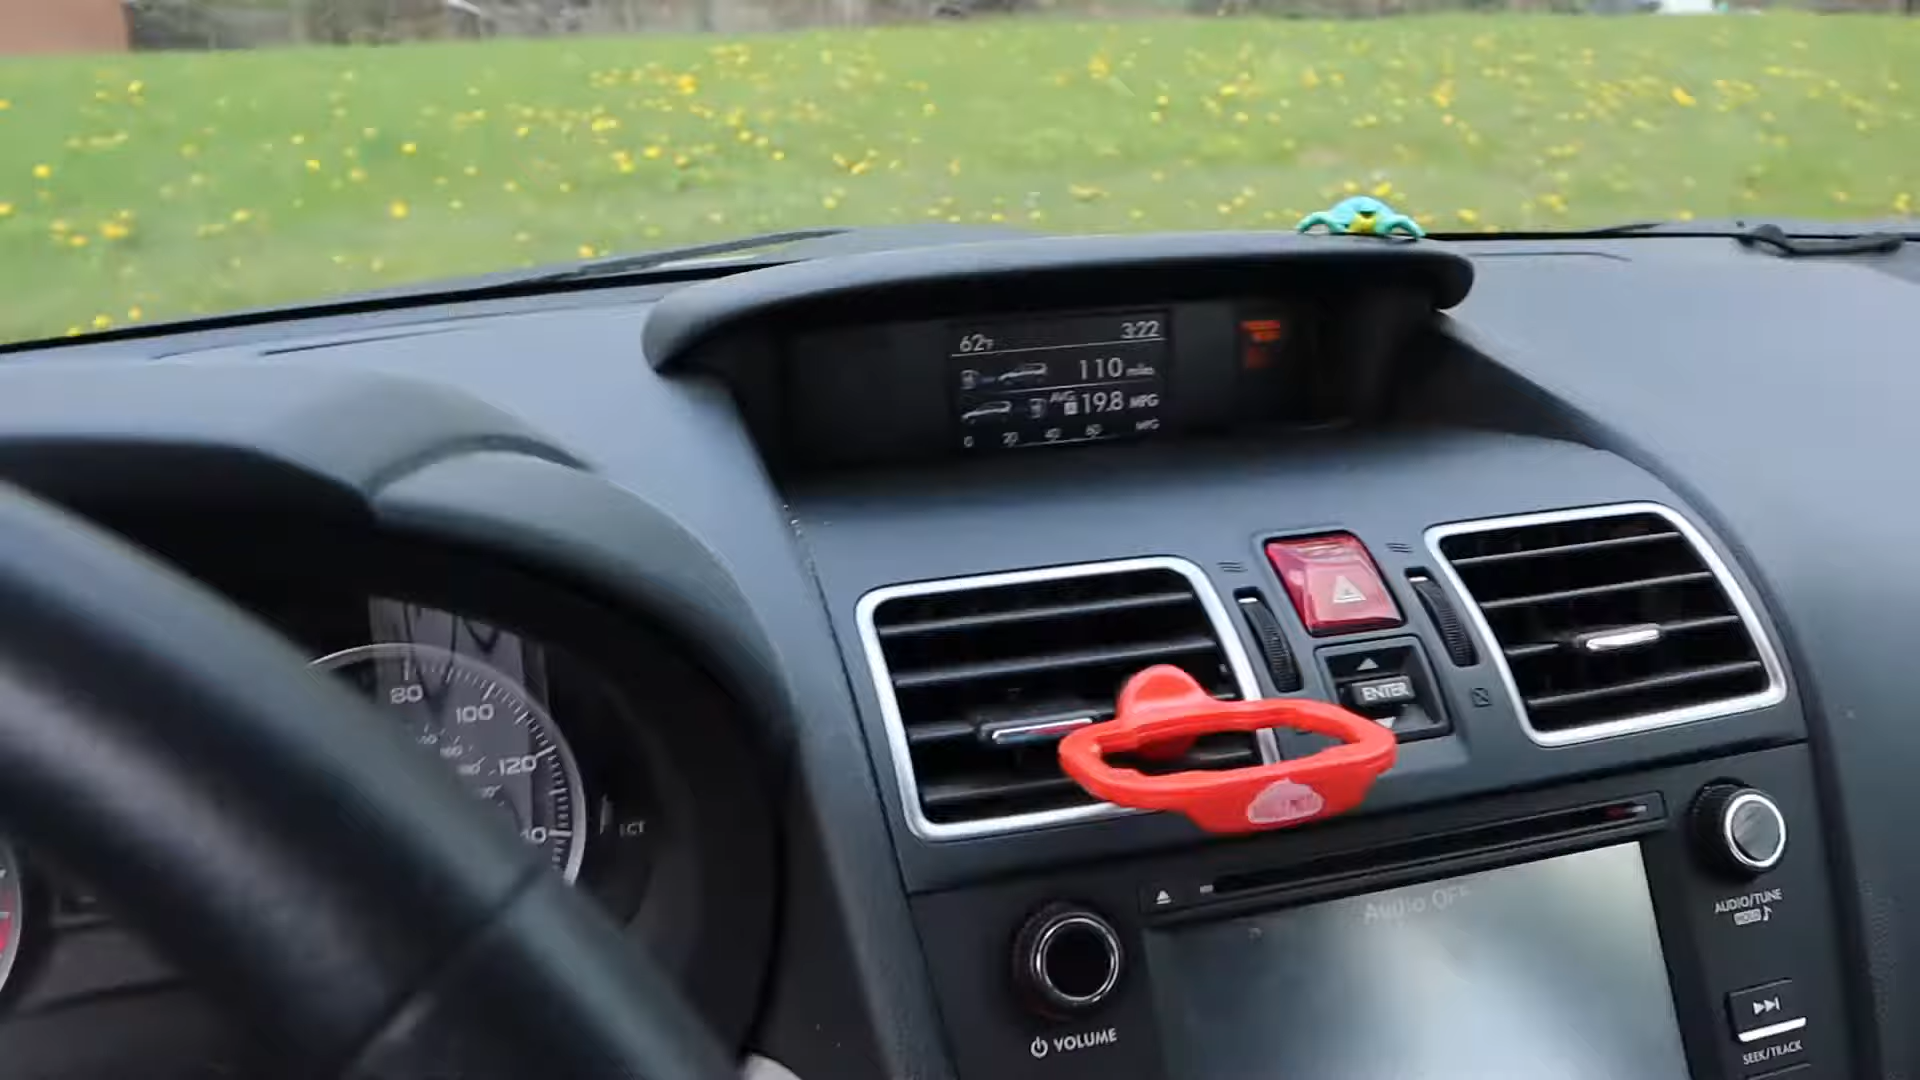 62°F 3:22
110 miles
AVG A 19.8 MPG
0 20 40 60 MPG
80
100
120
ENTER
Audio OFF
AUDIO/TUNE
HOLD
VOLUME
SEEK/TRACK